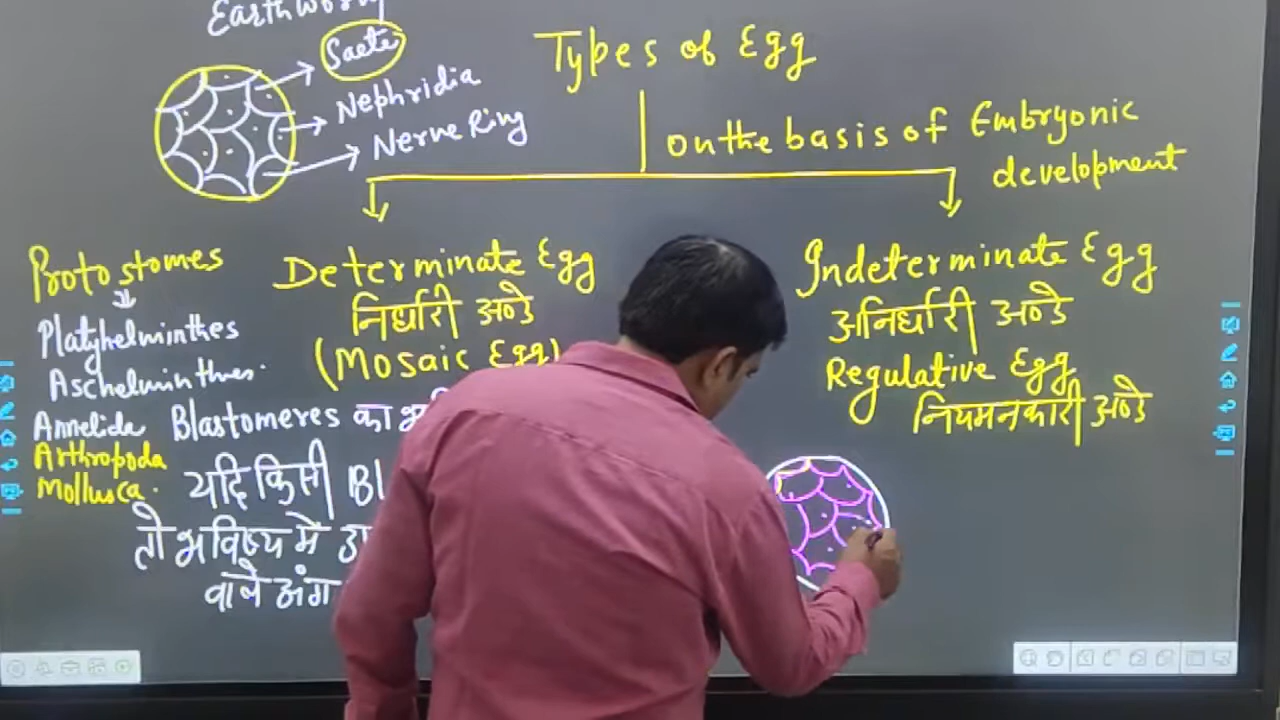 Earthworm
Saete
Nephridia
Nerve Ring
Types of Egg
On the basis of Embryonic
development
Protostomes
Platyhelminthes
Aschelminthes.
Annelida
Arthropoda
Mollusca.
Determinate Egg
निर्धारी अण्डे
(Mosaic Egg)
Blastomeres का
यदि किसी Bl
तो भविष्य मे
वाले अंग
Indeterminate Egg
अनिर्धारी अण्डे
Regulative Egg
नियमनकारी अण्डे